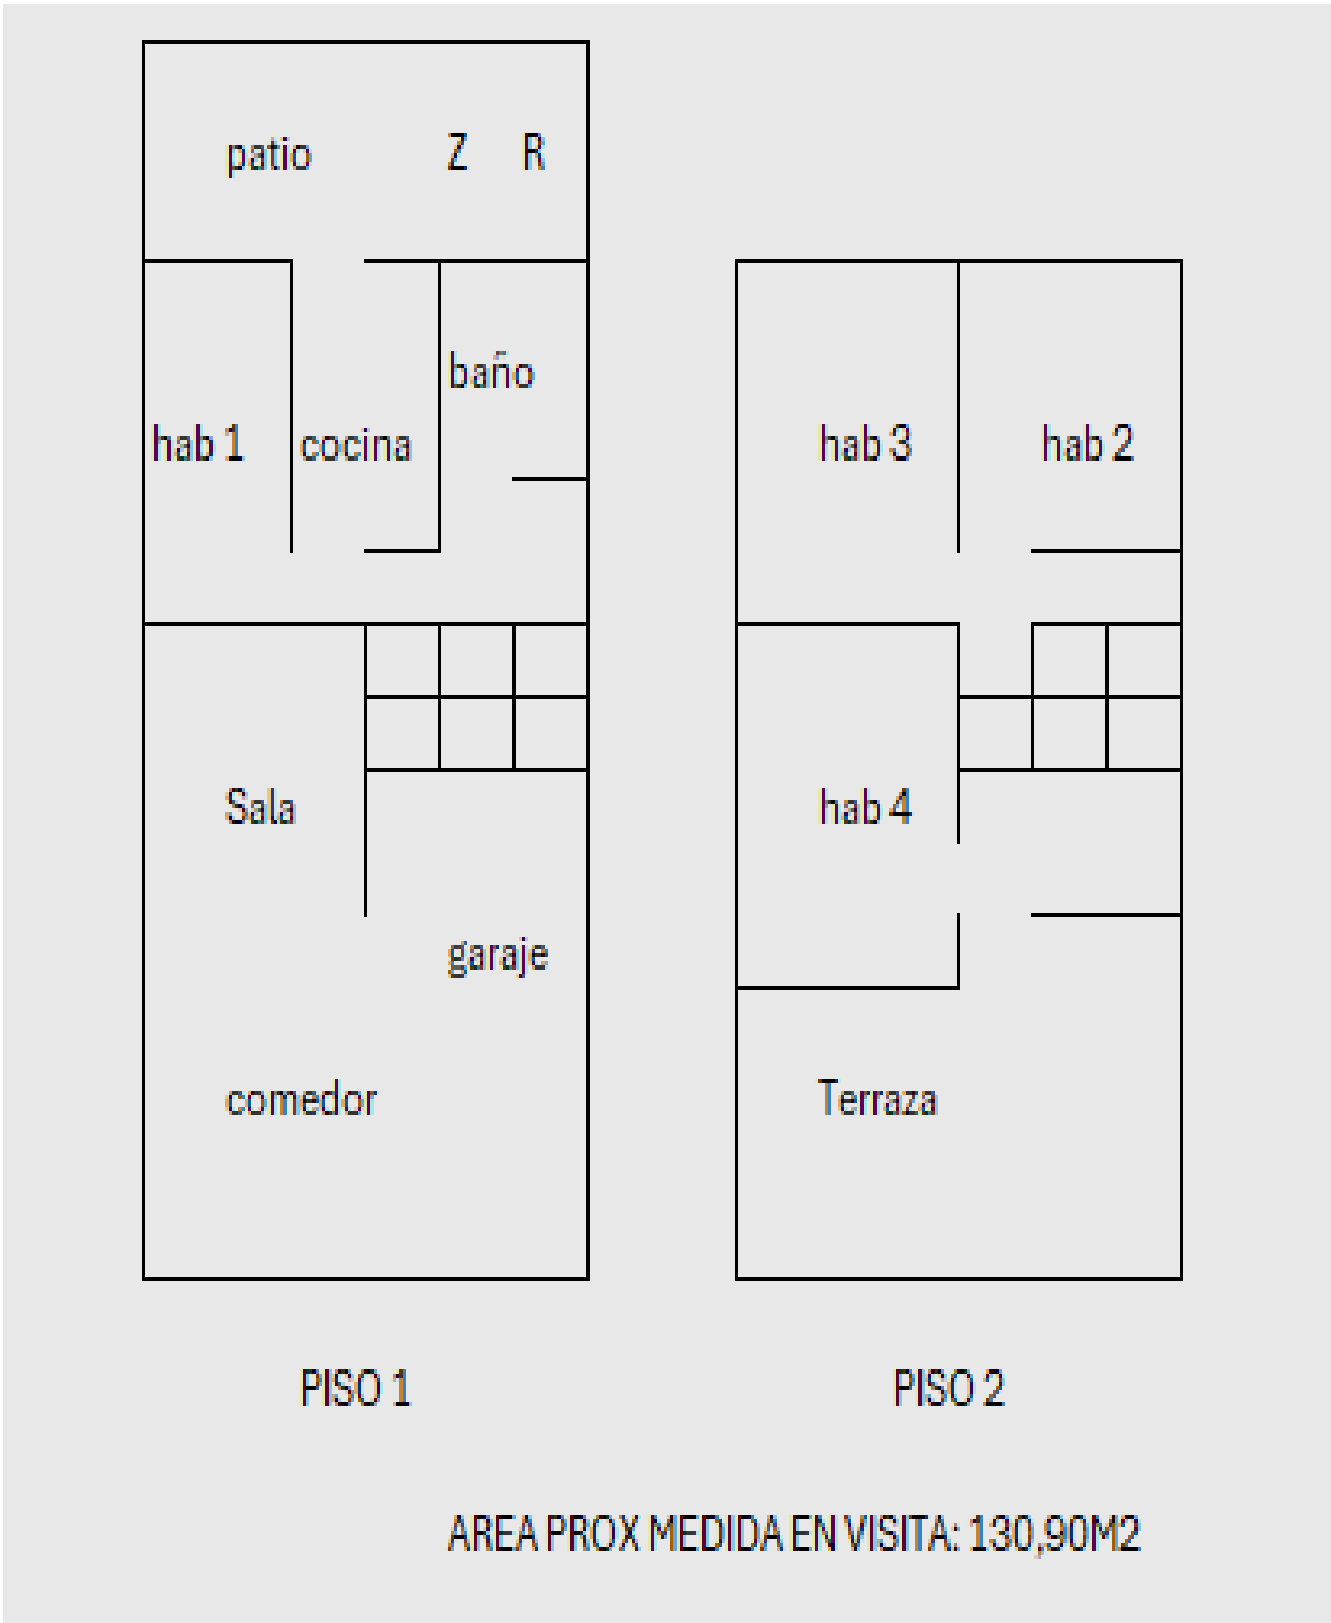 patio Z R
baño
hab 1 cocina
hab 3 hab 2
Sala
hab 4
garaje
comedor
Terraza
PISO 1
PISO 2
AREA PROX MEDIDA EN VISITA: 130,90M2